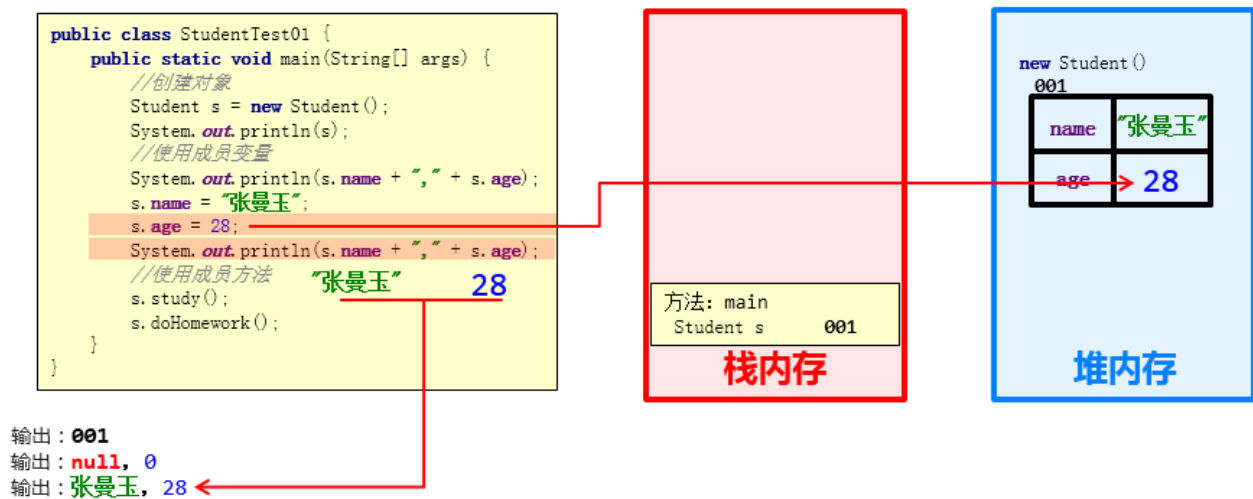 public class StudentTest01 {
public static void main(String[] args) {
//创建对象
Student s = new Student();
System.out.println(s);
//使用成员变量
System.out.println(s.name + "," + s.age);
s.name = "张曼玉";
s.age = 28;
System.out.println(s.name + "," + s.age);
//使用成员方法
"张曼玉" 28
s.study();
s.doHomework();
}
}
输出：001
输出：null，0
输出：张曼玉，28
方法：main
Student s 001
栈内存
new Student()
001
name "张曼玉"
age 28
堆内存